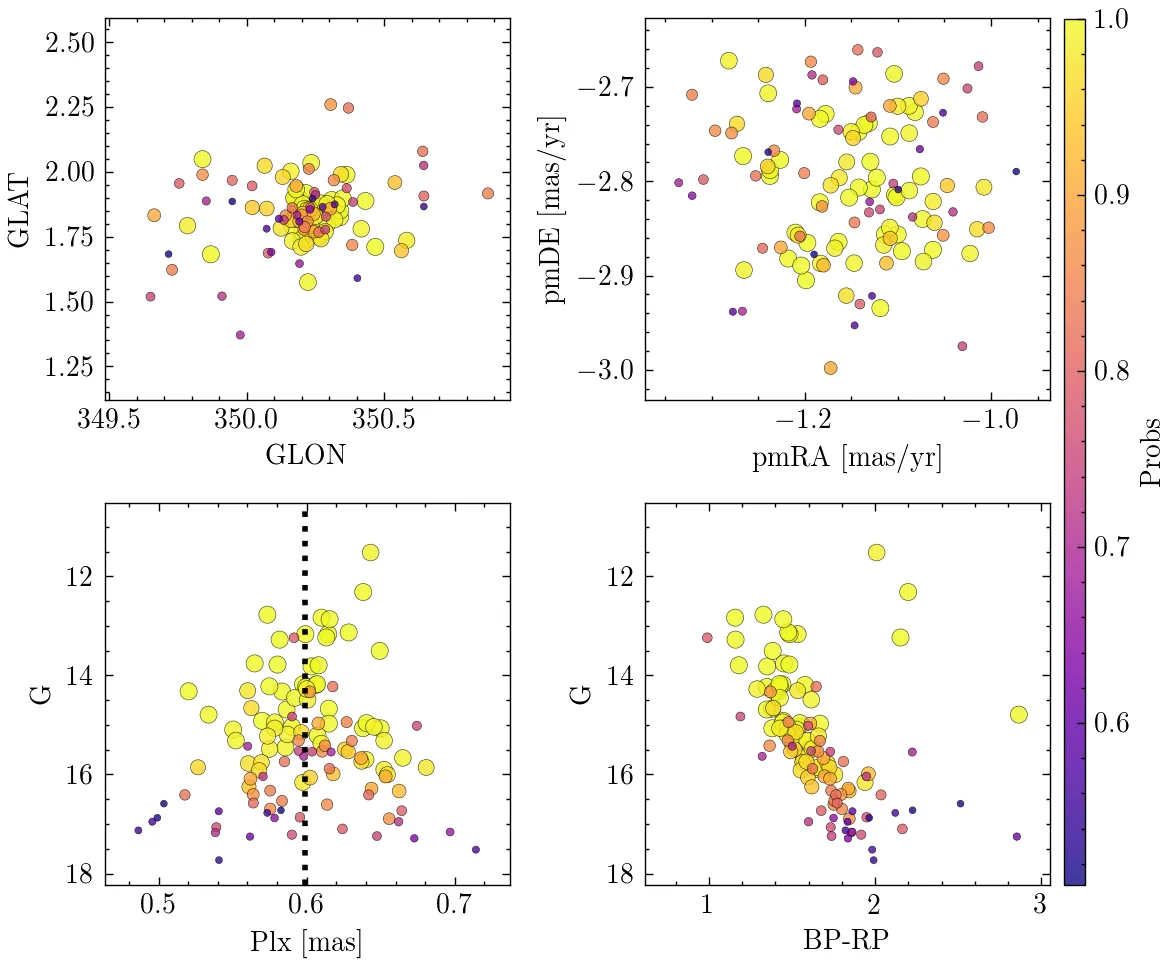 2.50
2.25
2.00
1.75
1.50
1.25
GLAT
349.5 350.0 350.5
GLON
−2.7
−2.8
−2.9
−3.0
pmDE [mas/yr]
−1.2 −1.0
pmRA [mas/yr]
12
14
16
18
G
0.5 0.6 0.7
Plx [mas]
12
14
16
18
G
1 2 3
BP-RP
1.0
0.9
0.8
0.7
0.6
Probs